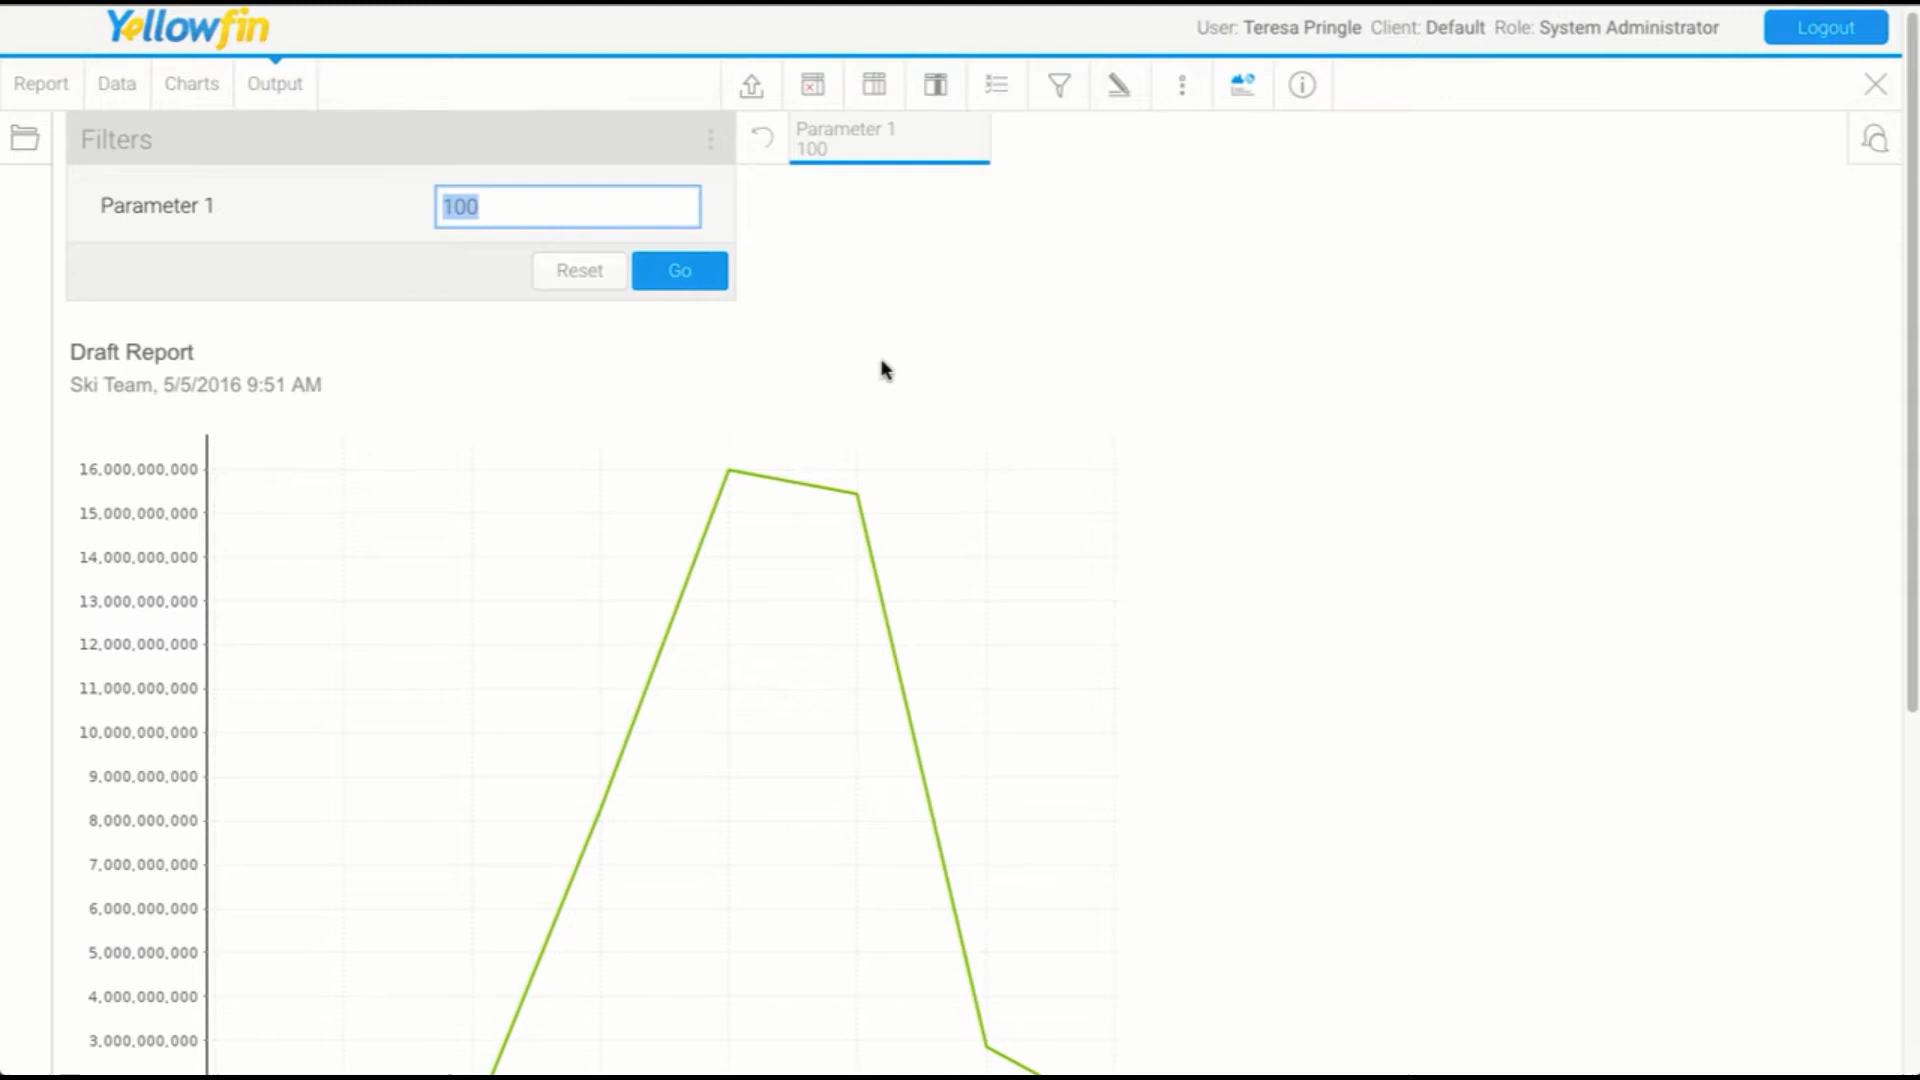 Yellowfin
User: Teresa Pringle Client: Default Role: System Administrator
Logout
Report Data Charts Output
Filters
Parameter 1
100
Parameter 1
100
Reset Go
Draft Report
Ski Team, 5/5/2016 9:51 AM
16,000,000,000
15,000,000,000
14,000,000,000
13,000,000,000
12,000,000,000
11,000,000,000
10,000,000,000
9,000,000,000
8,000,000,000
7,000,000,000
6,000,000,000
5,000,000,000
4,000,000,000
3,000,000,000